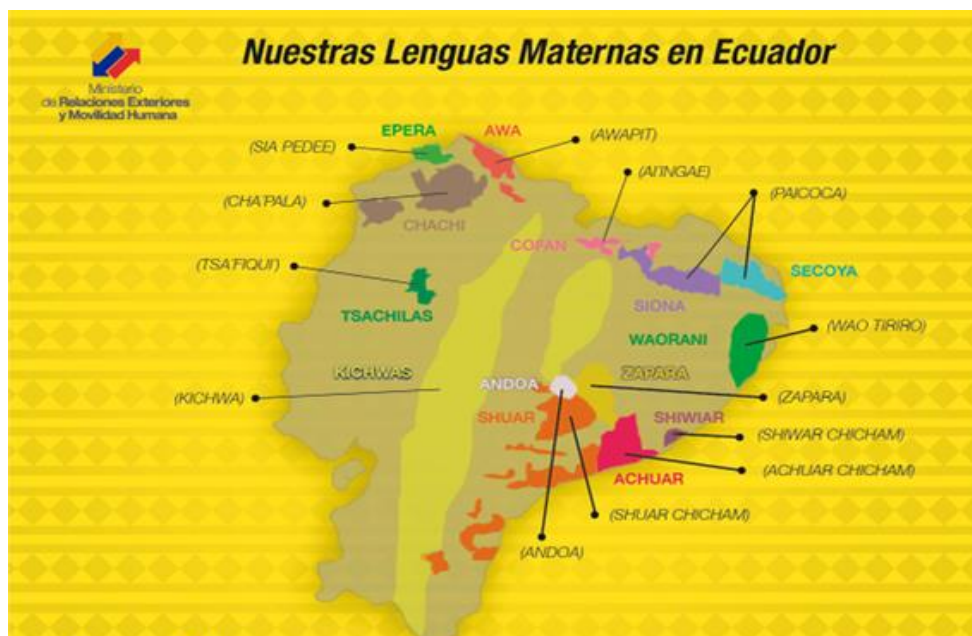 Nuestras Lenguas Maternas en Ecuador
Ministerio
de Relaciones Exteriores
y Movilidad Humana
EPERA
AWA
(SIA PEDEE)
(AWAPIT)
(AI'INGAE)
(CHA'PALA)
(PAICOCA)
CHACHI
COFAN
(TSA'FIQUI)
SECOYA
SIONA
TSACHILAS
(WAO TIRIRO)
WAORANI
KICHWAS
ANDOA
ZAPARA
(KICHWA)
(ZAPARA)
SHUAR
SHIWIAR
(SHIWAR CHICHAM)
(ACHUAR CHICHAM)
ACHUAR
(SHUAR CHICHAM)
(ANDOA)